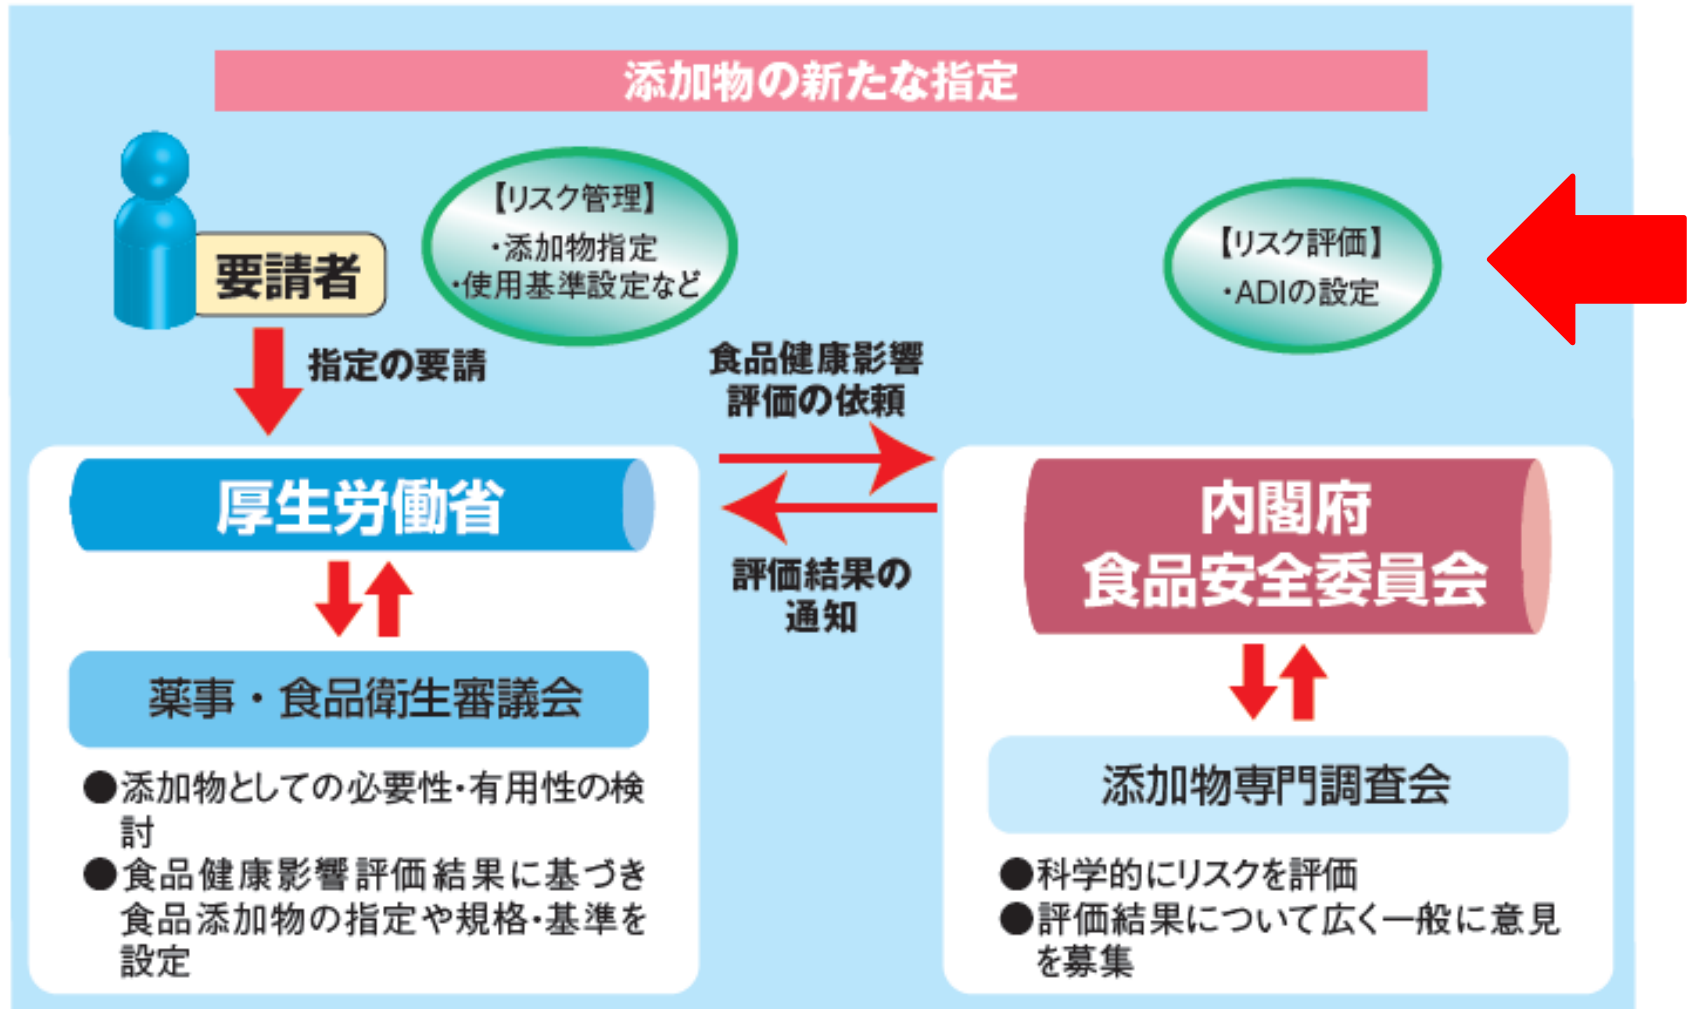 添加物の新たな指定
要請者
【リスク管理】
・添加物指定
・使用基準設定など
【リスク評価】
・ADIの設定
指定の要請
食品健康影響
評価の依頼
厚生労働省
評価結果の
通知
内閣府
食品安全委員会
薬事・食品衛生審議会
●添加物としての必要性・有用性の検
討
●食品健康影響評価結果に基づき
食品添加物の指定や規格・基準を
設定
添加物専門調査会
●科学的にリスクを評価
●評価結果について広く一般に意見
を募集